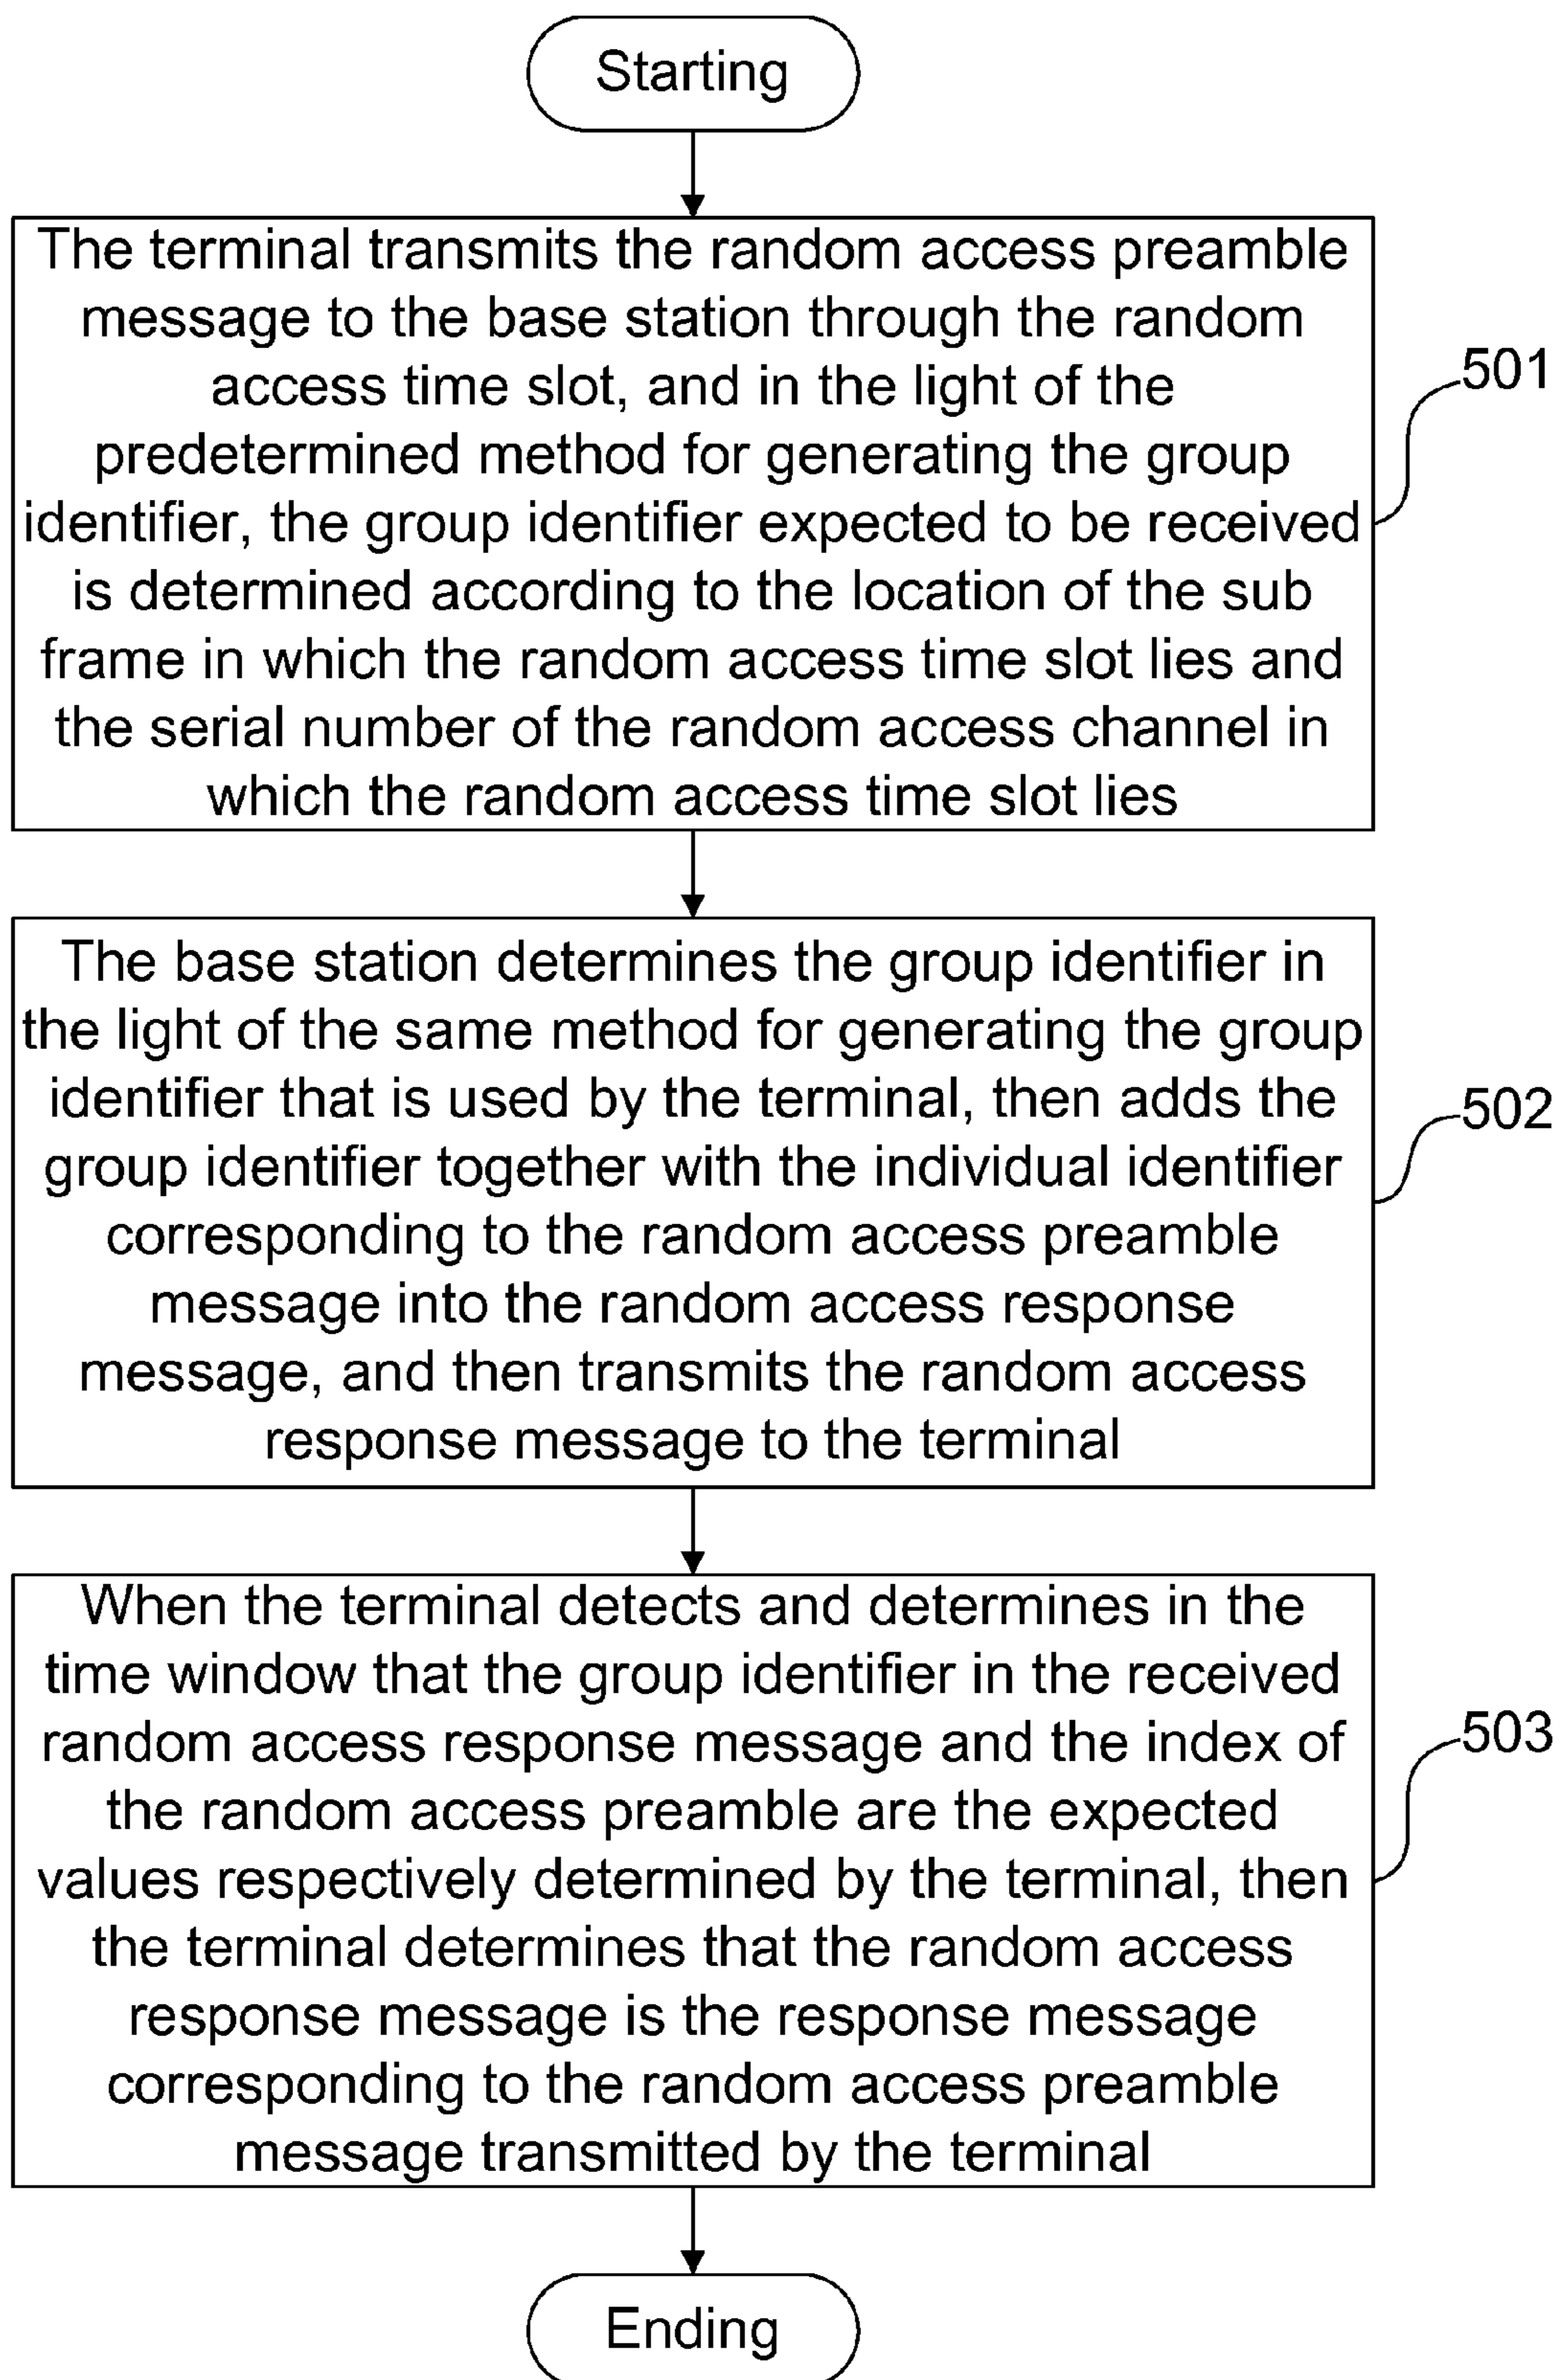 Starting
The terminal transmits the random access preamble
message to the base station through the random
access time slot, and in the light of the
predetermined method for generating the group
identifier, the group identifier expected to be received
is determined according to the location of the sub
frame in which the random access time slot lies and
the serial number of the random access channel in
which the random access time slot lies
501
The base station determines the group identifier in
the light of the same method for generating the group
identifier that is used by the terminal, then adds the
group identifier together with the individual identifier
corresponding to the random access preamble
message into the random access response
message, and then transmits the random access
response message to the terminal
502
When the terminal detects and determines in the
time window that the group identifier in the received
random access response message and the index of
the random access preamble are the expected
values respectively determined by the terminal, then
the terminal determines that the random access
response message is the response message
corresponding to the random access preamble
message transmitted by the terminal
503
Ending